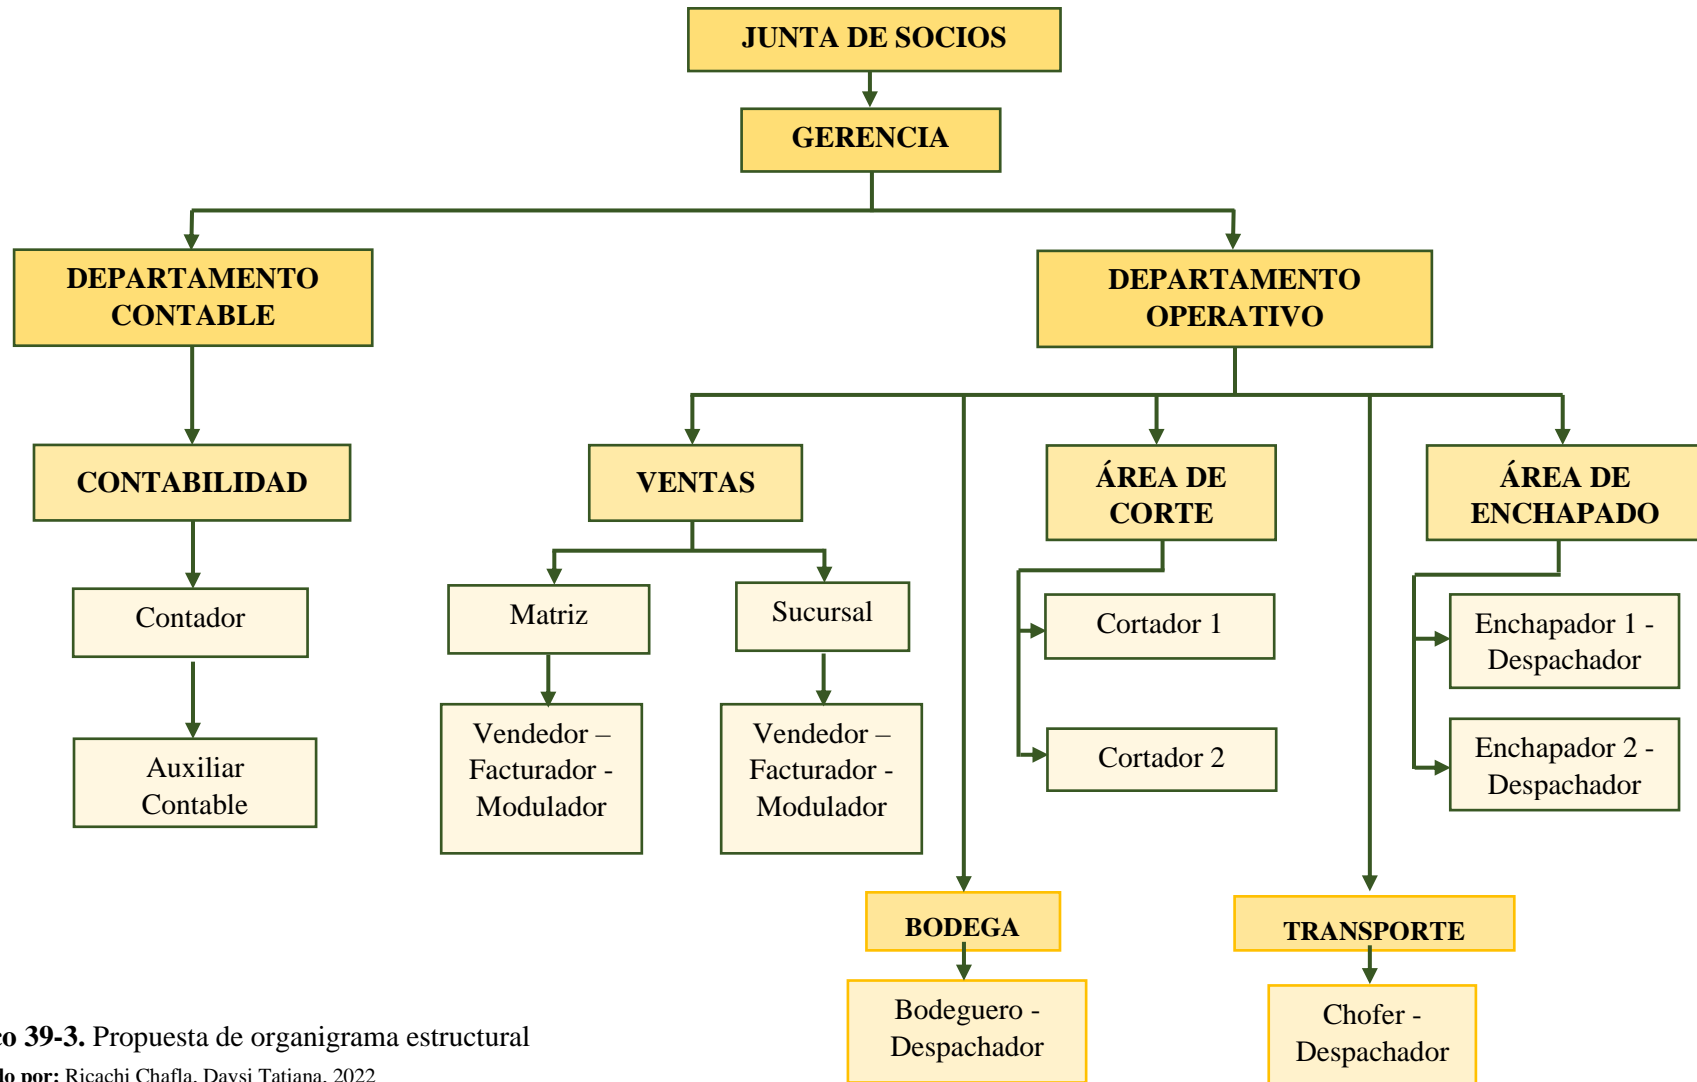 JUNTA DE SOCIOS
GERENCIA
DEPARTAMENTO
CONTABLE
DEPARTAMENTO
OPERATIVO
CONTABILIDAD
VENTAS
ÁREA DE
CORTE
ÁREA DE
ENCHAPADO
Contador
Matriz
Sucursal
Cortador 1
Enchapador 1 -
Despachador
Auxiliar
Contable
Vendedor –
Facturador -
Modulador
Vendedor –
Facturador -
Modulador
Cortador 2
Enchapador 2 -
Despachador
BODEGA
TRANSPORTE
Bodeguero -
Despachador
Chofer -
Despachador
39-3. Propuesta de organigrama estructural
por: Ricachi Chafla, Daysi Tatiana, 2022